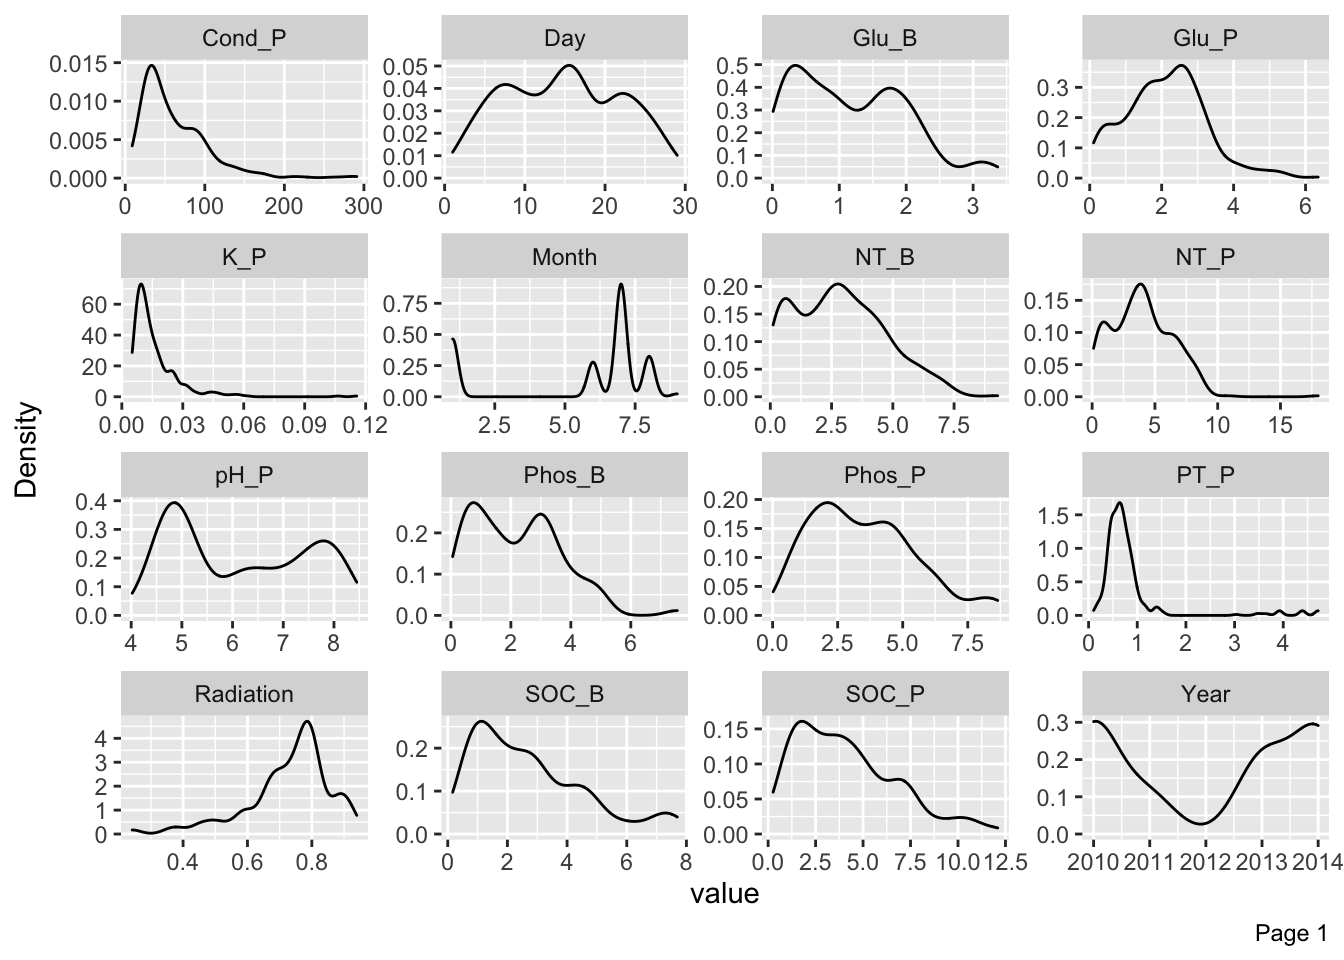 Cond_P Day Glu_B Glu_P
0.015 0.05 0.5 0.3
0.010 0.04 0.4 0.2
0.005 0.03 0.3 0.1
0.000 0.02 0.2 0.0
0.01 0.1
0.00 0.0
0 100 200 300 0 10 20 30 0 1 2 3 0 2 4 6
K_P Month NT_B NT_P
60 0.75 0.20 0.15
40 0.50 0.15 0.10
20 0.25 0.10 0.05
0 0.00 0.05 0.00
0.00
0.00 0.03 0.06 0.09 0.12 2.5 5.0 7.5 0.0 2.5 5.0 7.5 0 5 10 15
Density
pH_P Phos_B Phos_P PT_P
0.4 0.2 0.20 1.5
0.3 0.1 0.15 1.0
0.2 0.0 0.10 0.5
0.1 0.05 0.0
0.0 0.00
4 5 6 7 8 0 2 4 6 0.0 2.5 5.0 7.5 0 1 2 3 4
Radiation SOC_B SOC_P Year
4 0.2 0.15 0.3
3 0.1 0.10 0.2
2 0.0 0.05 0.1
1 0.00 0.0
0
0.4 0.6 0.8 0 2 4 6 8 0.0 2.5 5.0 7.5 10.0 12.5 2010 2011 2012 2013 2014
value
Page 1